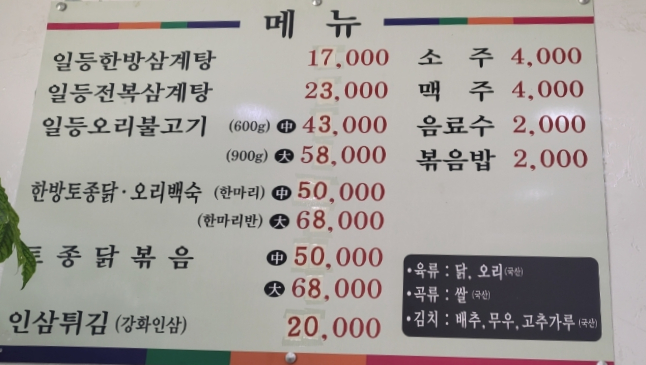 메 뉴
일등한방삼계탕 17,000 소 주 4,000
일등전복삼계탕 23,000 맥 주 4,000
일등오리불고기 (600g) 中 43,000 음료수 2,000
(900g) 大 58,000 볶음밥 2,000
한방토종닭·오리백숙 (한마리) 中 50,000
(한마리반) 大 68,000
토 종 닭 볶 음 中 50,000
大 68,000
인삼튀김 (강화인삼) 20,000
·육류 : 닭, 오리(국산)
·곡류 : 쌀 (국산)
·김치 : 배추, 무우, 고추가루 (국산)